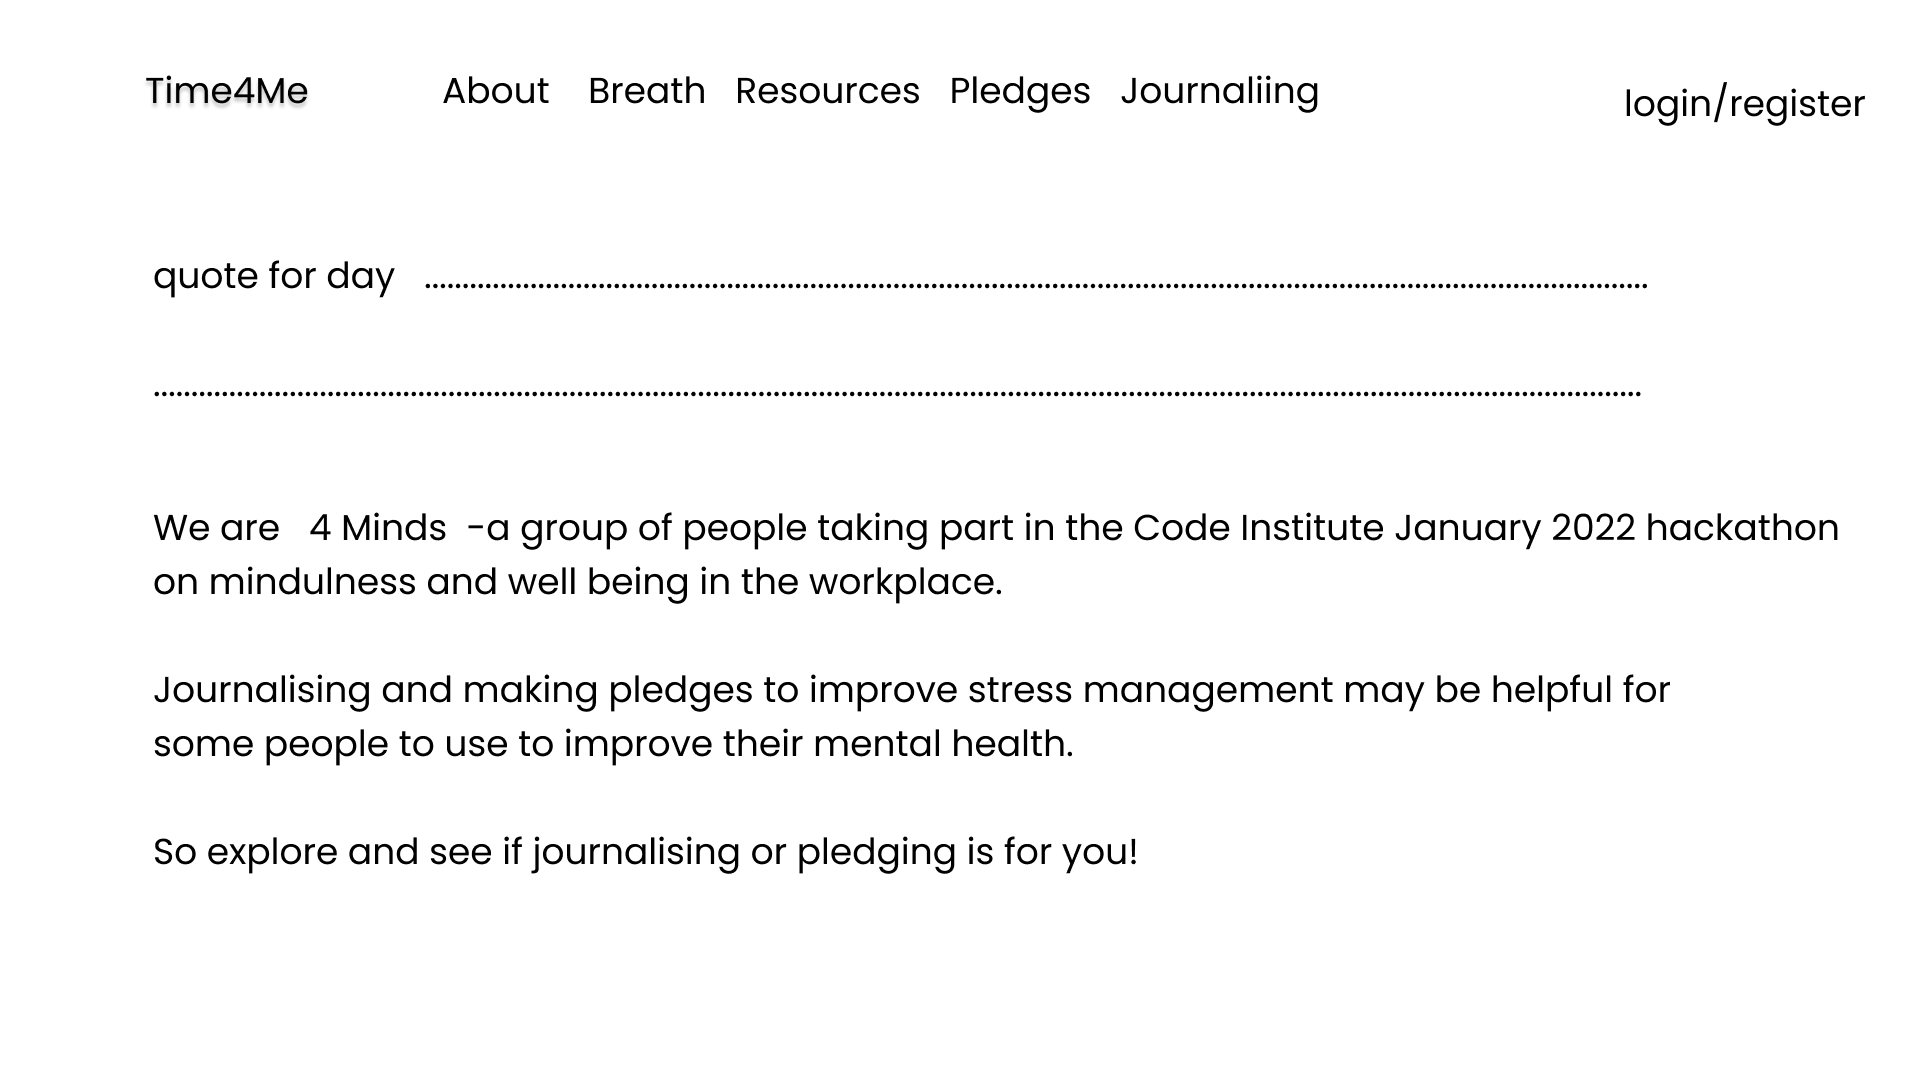 Time4Me About Breath Resources Pledges Journaliing login/register
quote for day ..................................................................................................................................................................
.....................................................................................................................................................................................................
We are 4 Minds -a group of people taking part in the Code Institute January 2022 hackathon
on mindulness and well being in the workplace.
Journalising and making pledges to improve stress management may be helpful for
some people to use to improve their mental health.
So explore and see if journalising or pledging is for you!